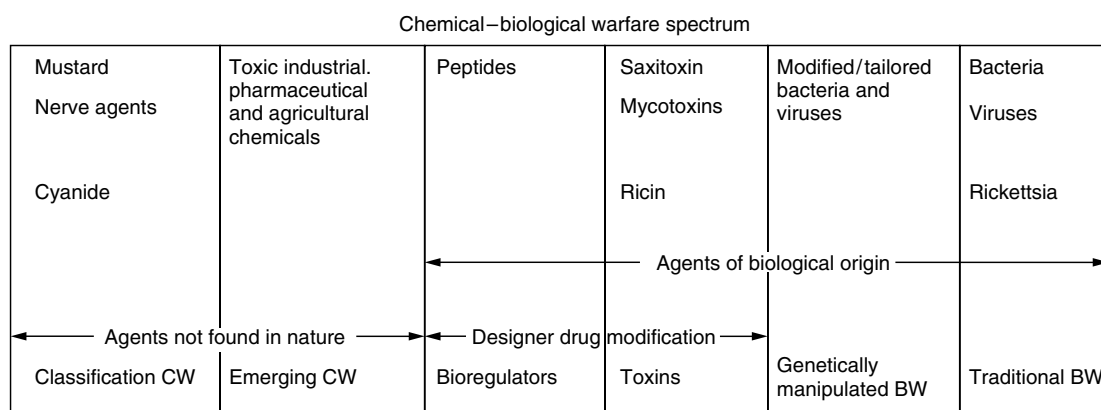 Chemical–biological warfare spectrum
Mustard
Nerve agents
Cyanide
Toxic industrial.
pharmaceutical
and agricultural
chemicals
Peptides
Saxitoxin
Mycotoxins
Ricin
Modified/tailored
bacteria and
viruses
Bacteria
Viruses
Rickettsia
Agents of biological origin
Agents not found in nature
Designer drug modification
Classification CW
Emerging CW
Bioregulators
Toxins
Genetically
manipulated BW
Traditional BW